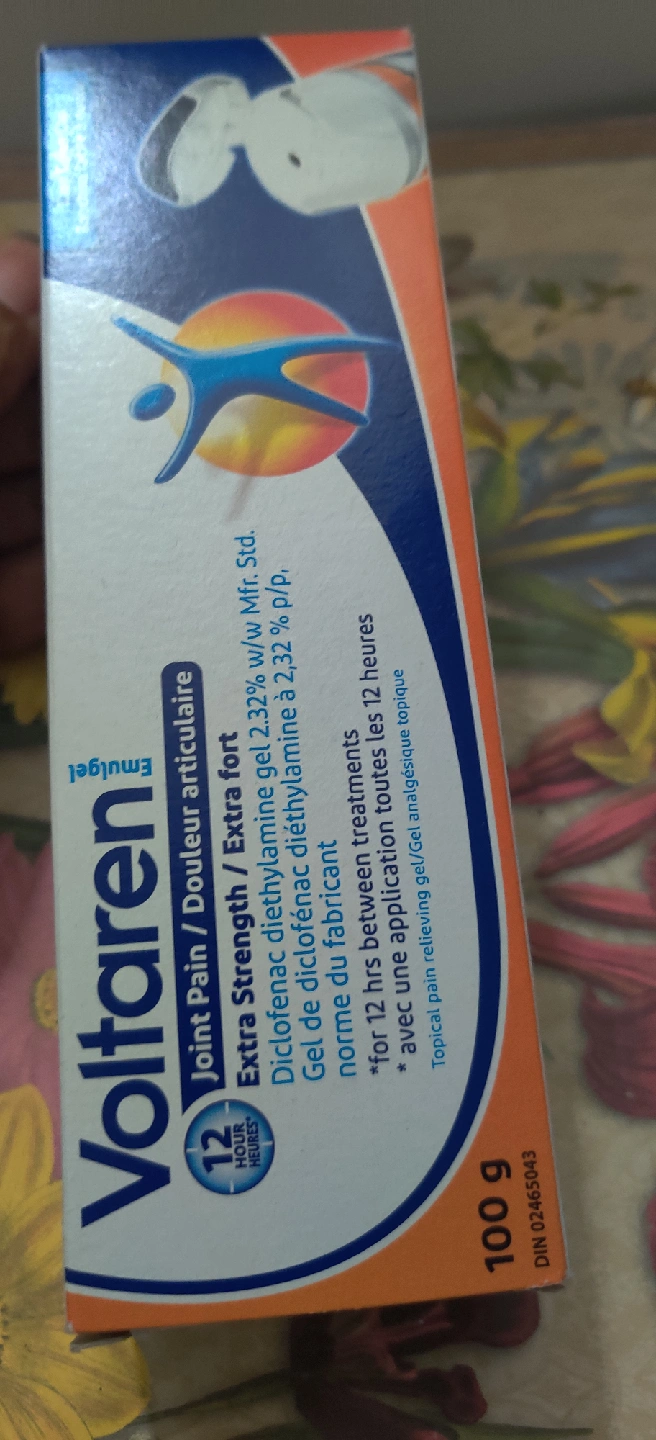 Voltaren
Emulgel
Joint Pain / Douleur articulaire
12
HOUR
HEURES*
Extra Strength / Extra fort
Diclofenac diethylamine gel 2.32% w/w Mfr. Std.
Gel de diclofénac diéthylamine à 2,32 % p/p,
norme du fabricant
*for 12 hrs between treatments
* avec une application toutes les 12 heures
Topical pain relieving gel/Gel analgésique topique
100 g
DIN 02465043